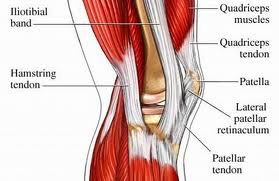 Iliotibial
band
Hamstring
tendon
Quadriceps
muscles
Quadriceps
tendon
Patella
Lateral
patellar
retinaculum
Patellar
tendon